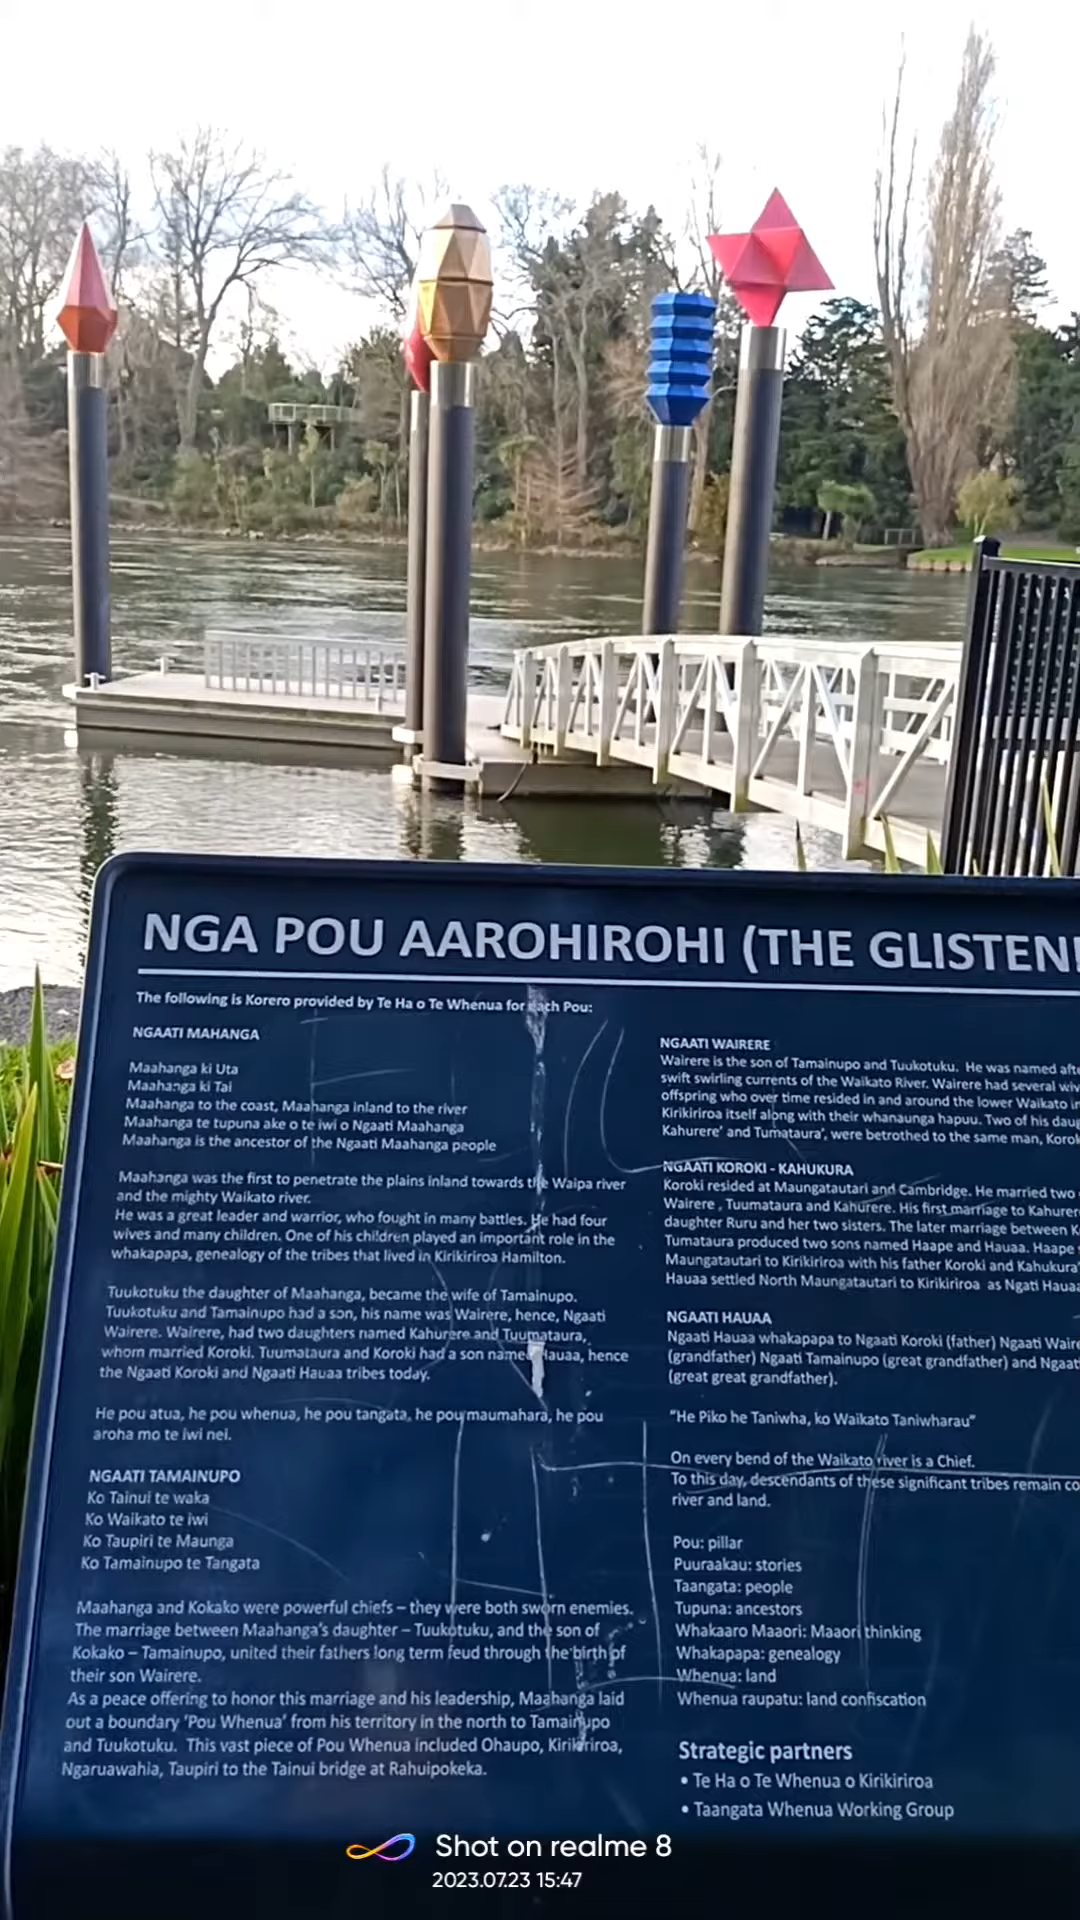 NGA POU AAROHIROHI (THE
The following is Korero provided by Te Ha o Te Whenua for each Pou:
NGAATI MAHANGA
Maahanga ki Uta
Maahanga ki Tai
Maahanga to the coast, Maahanga inland to the river
Maahanga te tupuna ake o te iwi o Ngaati Maahanga
Maahanga is the ancestor of the Ngaati Maahanga people
Maahanga was the first to penetrate the plains inland towards the Waipa river
and the mighty Waikato river.
He was a great leader and warrior, who fought in many battles. He had four
wives and many children. One of his children played an important role in the
whakapapa, genealogy of the tribes that lived in Kirikiriroa Hamilton.
Tuukotuku the daughter of Maahanga, became the wife of Tamainupo.
Tuukotuku and Tamainupo had a son, his name was Wairere, hence, Ngaati
Wairere. Wairere, had two daughters named Kahurere and Tuumataura,
whom married Koroki. Tuumataura and Koroki had a son named Hauaa, hence
the Ngaati Koroki and Ngaati Hauaa tribes today.
He pou atua, he pou whenua, he pou tangata, he pou maumahara, he pou
aroha mo te iwi nei.
NGAATI TAMAINUPO
Ko Tainui te waka
Ko Waikato te iwi
Ko Taupiri te Maunga
Ko Tamainupo te Tangata
Maahanga and Kokako were powerful chiefs – they were both sworn enemies.
The marriage between Maahanga's daughter – Tuukotuku, and the son of
Kokako – Tamainupo, united their fathers long term feud through the birth of
their son Wairere.
As a peace offering to honor this marriage and his leadership, Maahanga laid
out a boundary 'Pou Whenua' from his territory in the north to Tamainupo
and Tuukotuku. This vast piece of Pou Whenua included Ohaupo, Kirikiriroa,
Ngaruawahia, Taupiri to the Tainui bridge at Rahuipokeka.
NGAATI WAIRERE
Wairere is the son of Tamainupo and Tuukotuku. He was named
swift swirling currents of the Waikato River. Wairere had several
offspring who over time resided in and around the lower Waikato
Kirikiriroa itself along with their whanaunga hapuu. Two of his
Kahurere' and Tumataura', were betrothed to the same man,
NGAATI KOROKI - KAHUKURA
Koroki resided at Maungatautari and Cambridge. He married two
Wairere , Tuumataura and Kahurere. His first marriage to
daughter Ruru and her two sisters. The later marriage between
Tumataura produced two sons named Haape and Hauaa. Haape
Maungatautari to Kirikiriroa with his father Koroki and
Hauaa settled North Maungatautari to Kirikiriroa as Ngati
NGAATI HAUAA
Ngaati Hauaa whakapapa to Ngaati Koroki (father) Ngaati
(grandfather) Ngaati Tamainupo (great grandfather) and
(great great grandfather).
"He Piko he Taniwha, ko Waikato Taniwharau"
On every bend of the Waikato river is a Chief.
To this day, descendants of these significant tribes remain
river and land.
Pou: pillar
Puuraakau: stories
Taangata: people
Tupuna: ancestors
Whakaaro Maaori: Maaori thinking
Whakapapa: genealogy
Whenua: land
Whenua raupatu: land confiscation
Strategic partners
• Te Ha o Te Whenua o Kirikiriroa
• Taangata Whenua Working Group
Shot on realme 8
2023.07.23 15:47